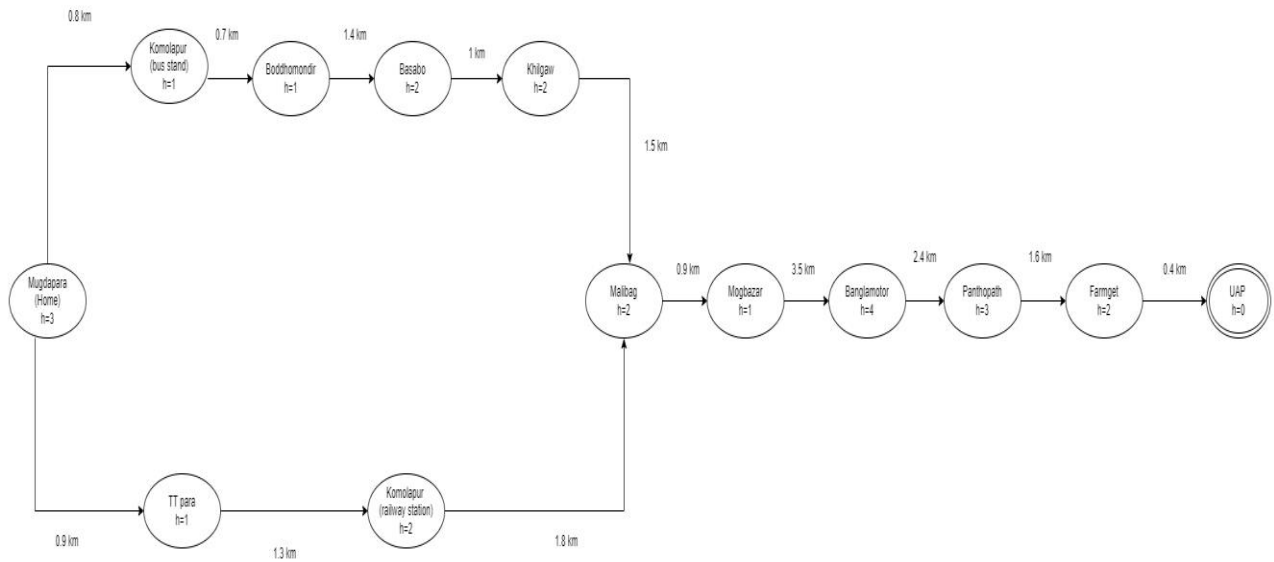 0.8 km
Komolapur
(bus stand)
h=1
0.7 km
Boddhomondir
h=1
1.4 km
Basabo
h=2
1 km
Khilgaw
h=2
1.5 km
Mugdapara
(Home)
h=3
Malibag
h=2
0.9 km
Mogbazar
h=1
3.5 km
Banglamotor
h=4
2.4 km
Panthopath
h=3
1.6 km
Farmget
h=2
0.4 km
UAP
h=0
0.9 km
TT para
h=1
1.3 km
Komolapur
(railway station)
h=2
1.8 km